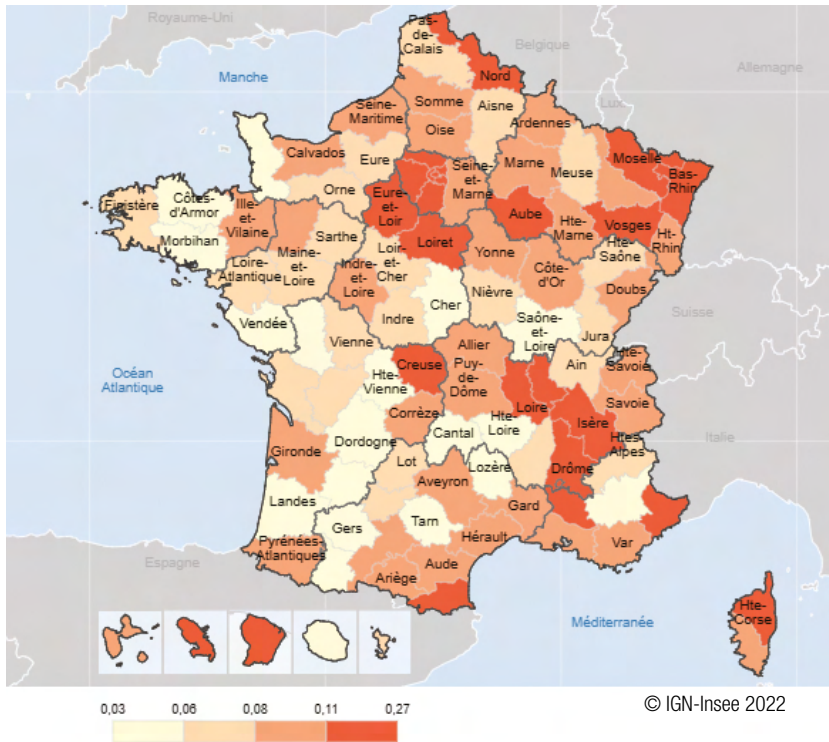 Royaume-Uni
Belgique
Allemagne
Manche
Lux.
Pas-
de-
Calais
Nord
Somme
Aisne
Seine-
Maritime
Oise
Ardennes
Calvados
Eure
Seine-
et-
Marne
Marne
Meuse
Moselle
Bas-
Rhin
Orne
Eure-
et-
Loir
Aube
Hte-
Marne
Vosges
Ht-
Rhin
Finistère
Côtes-
d'Armor
Ille-
et-
Vilaine
Morbihan
Sarthe
Loiret
Loir-
et-
Cher
Yonne
Hte-
Saône
Loire-
Atlantique
Maine-
et-
Loire
Indre-
et-
Loire
Côte-
d'Or
Doubs
Cher
Nièvre
Vendée
Vienne
Indre
Saône-
et-
Loire
Jura
Suisse
Allier
Océan
Atlantique
Creuse
Hte-
Vienne
Puy-
de-
Dôme
Ain
Hte-
Savoie
Loire
Isère
Savoie
Corrèze
Dordogne
Cantal
Hte-
Loire
Htes-
Alpes
Italie
Gironde
Lot
Lozère
Drôme
Aveyron
Landes
Gers
Tarn
Gard
Hérault
Var
Pyrénées-
Atlantiques
Aude
Ariège
Espagne
Méditerranée
Hte-
Corse
0,03
0,06
0,08
0,11
0,27
© IGN-Insee 2022